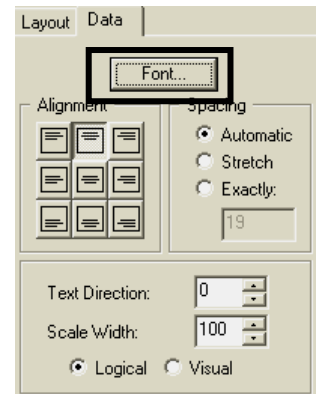 Layout Data
Font...
Alignment Spacing
Automatic
Stretch
Exactly:
19
Text Direction: 0
Scale Width: 100
Logical Visual